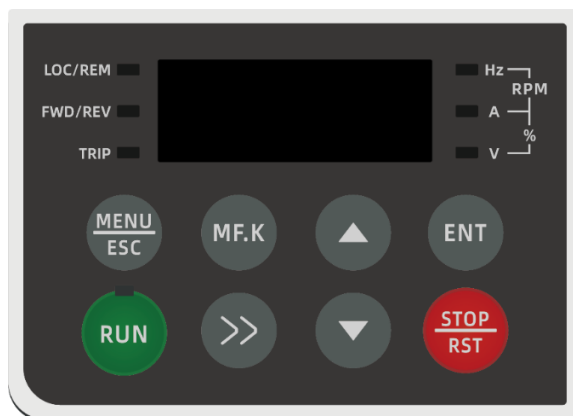 LOC/REM
Hz
RPM
FWD/REV
A
%
TRIP
V
MENU
ESC
MF.K
ENT
RUN
>>
STOP
RST